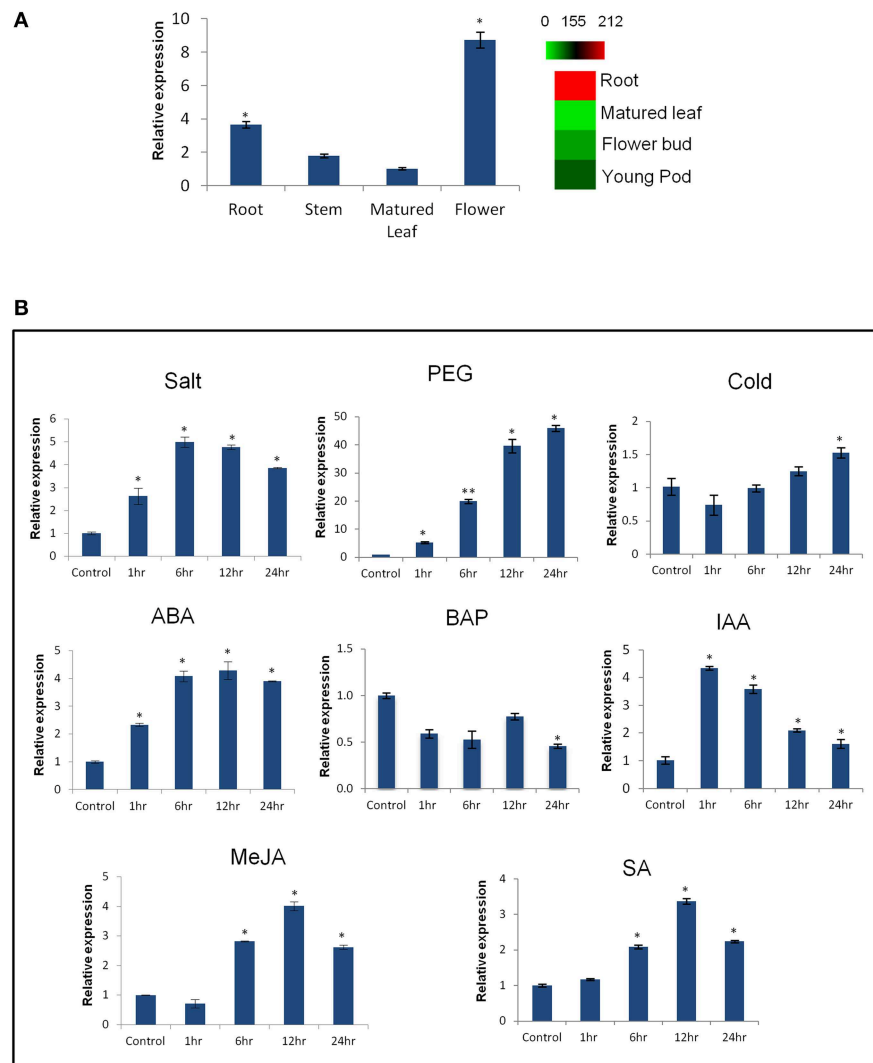 A
Relative expression
10
8
6
4
2
0
*
*
Root Stem Matured Leaf Flower
0 155 212
Root
Matured leaf
Flower bud
Young Pod
B
Salt
Relative expression
6
5
4
3
2
1
0
*
*
*
*
Control 1hr 6hr 12hr 24hr
PEG
Relative expression
50
40
30
20
10
0
*
**
*
*
Control 1hr 6hr 12hr 24hr
Cold
Relative expression
2
1.5
1
0.5
0
*
Control 1hr 6hr 12hr 24hr
ABA
Relative expression
5
4
3
2
1
0
*
*
*
*
Control 1hr 6hr 12hr 24hr
BAP
Relative expression
1.5
1.0
0.5
0.0
*
Control 1hr 6hr 12hr 24hr
IAA
Relative expression
5
4
3
2
1
0
*
*
*
*
Control 1hr 6hr 12hr 24hr
MeJA
Relative expression
5
4
3
2
1
0
*
*
*
Control 1hr 6hr 12hr 24hr
SA
Relative expression
4
3
2
1
0
*
*
*
Control 1hr 6hr 12hr 24hr